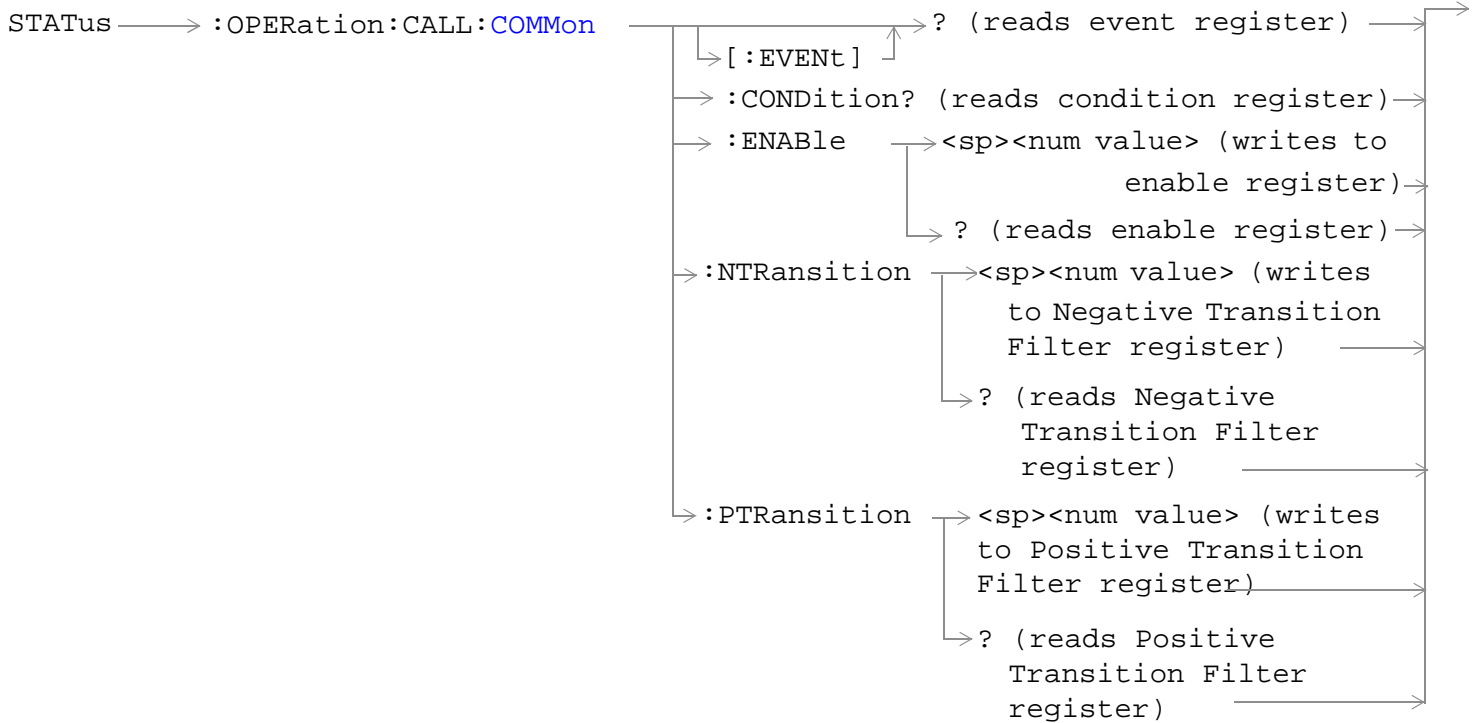 STATus :OPERation:CALL:COMMon ? (reads event register)
[:EVENt]
:CONDition? (reads condition register)
:ENABle <sp><num value> (writes to
enable register)
? (reads enable register)
:NTRansition <sp><num value> (writes
to Negative Transition
Filter register)
? (reads Negative
Transition Filter
register)
:PTRansition <sp><num value> (writes
to Positive Transition
Filter register)
? (reads Positive
Transition Filter
register)